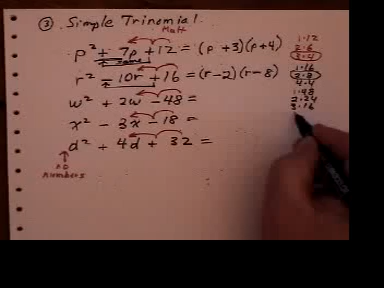 ③ Simple Trinomial
Math
p² + 7p + 12 = (p + 3)(p + 4)
same
r² - 10r + 16 = (r - 2)(r - 8)
w² + 2w - 48 =
x² - 3x - 18 =
d² + 4d + 32 =
no
numbers
1·12
2·6
3·4
1·16
2·8
4·4
1·48
2·24
3·16